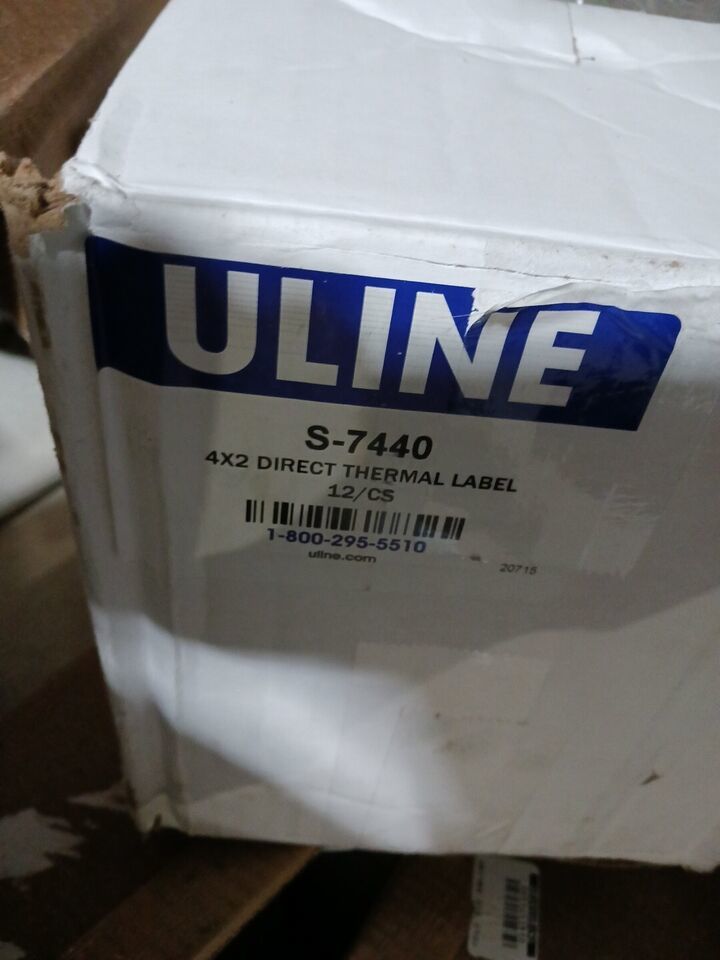 ULINE
S-7440
4X2 DIRECT THERMAL LABEL
12/CS
1-800-295-5510
uline.com
20715